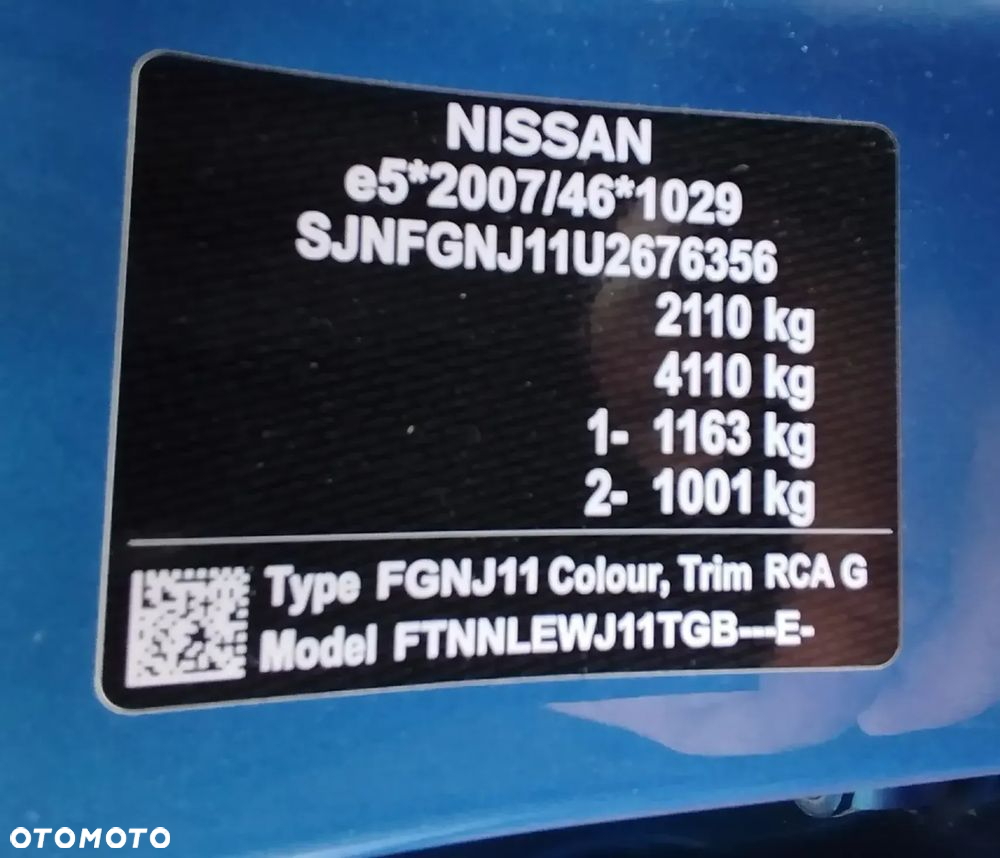 NISSAN
e5*2007/46*1029
SJNFGNJ11U2676356
2110 kg
4110 kg
1- 1163 kg
2- 1001 kg
Type FGNJ11 Colour, Trim RCA G
Model FTNNLEWJ11TGB---E-
OTOMOTO